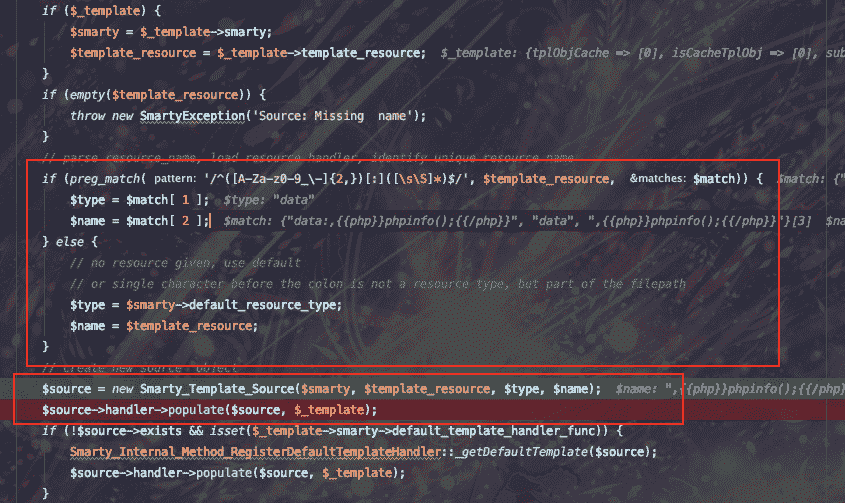 if ($_template) {
$smarty = $_template->smarty;
$template_resource = $_template->template_resource; $_template: {tplObjCache => [0], isCacheTplObj => [0], sub
}
if (empty($template_resource)) {
throw new SmartyException('Source: Missing  name');
}
// parse resource_name, load resource handler, identify unique resource name
if (preg_match( pattern: '/^([A-Za-z0-9_\-]{2,})[:]([\s\S]*)$/', $template_resource, &matches: $match)) { $match: {"
$type = $match[ 1 ]; $type: "data"
$name = $match[ 2 ]; $match: {"data:,{{php}}phpinfo();{{/php}}", "data", ",{{php}}phpinfo();{{/php}}"}[3] $na
} else {
// no resource given, use default
// or single character before the colon is not a resource type, but part of the filepath
$type = $smarty->default_resource_type;
$name = $template_resource;
}
// create new source object
$source = new Smarty_Template_Source($smarty, $template_resource, $type, $name); $name: ",{{php}}phpinfo();{{/php}
$source->handler->populate($source, $_template);
if (!$source->exists && isset($_template->smarty->default_template_handler_func)) {
Smarty_Internal_Method_RegisterDefaultTemplateHandler::_getDefaultTemplate($source);
$source->handler->populate($source, $_template);
}